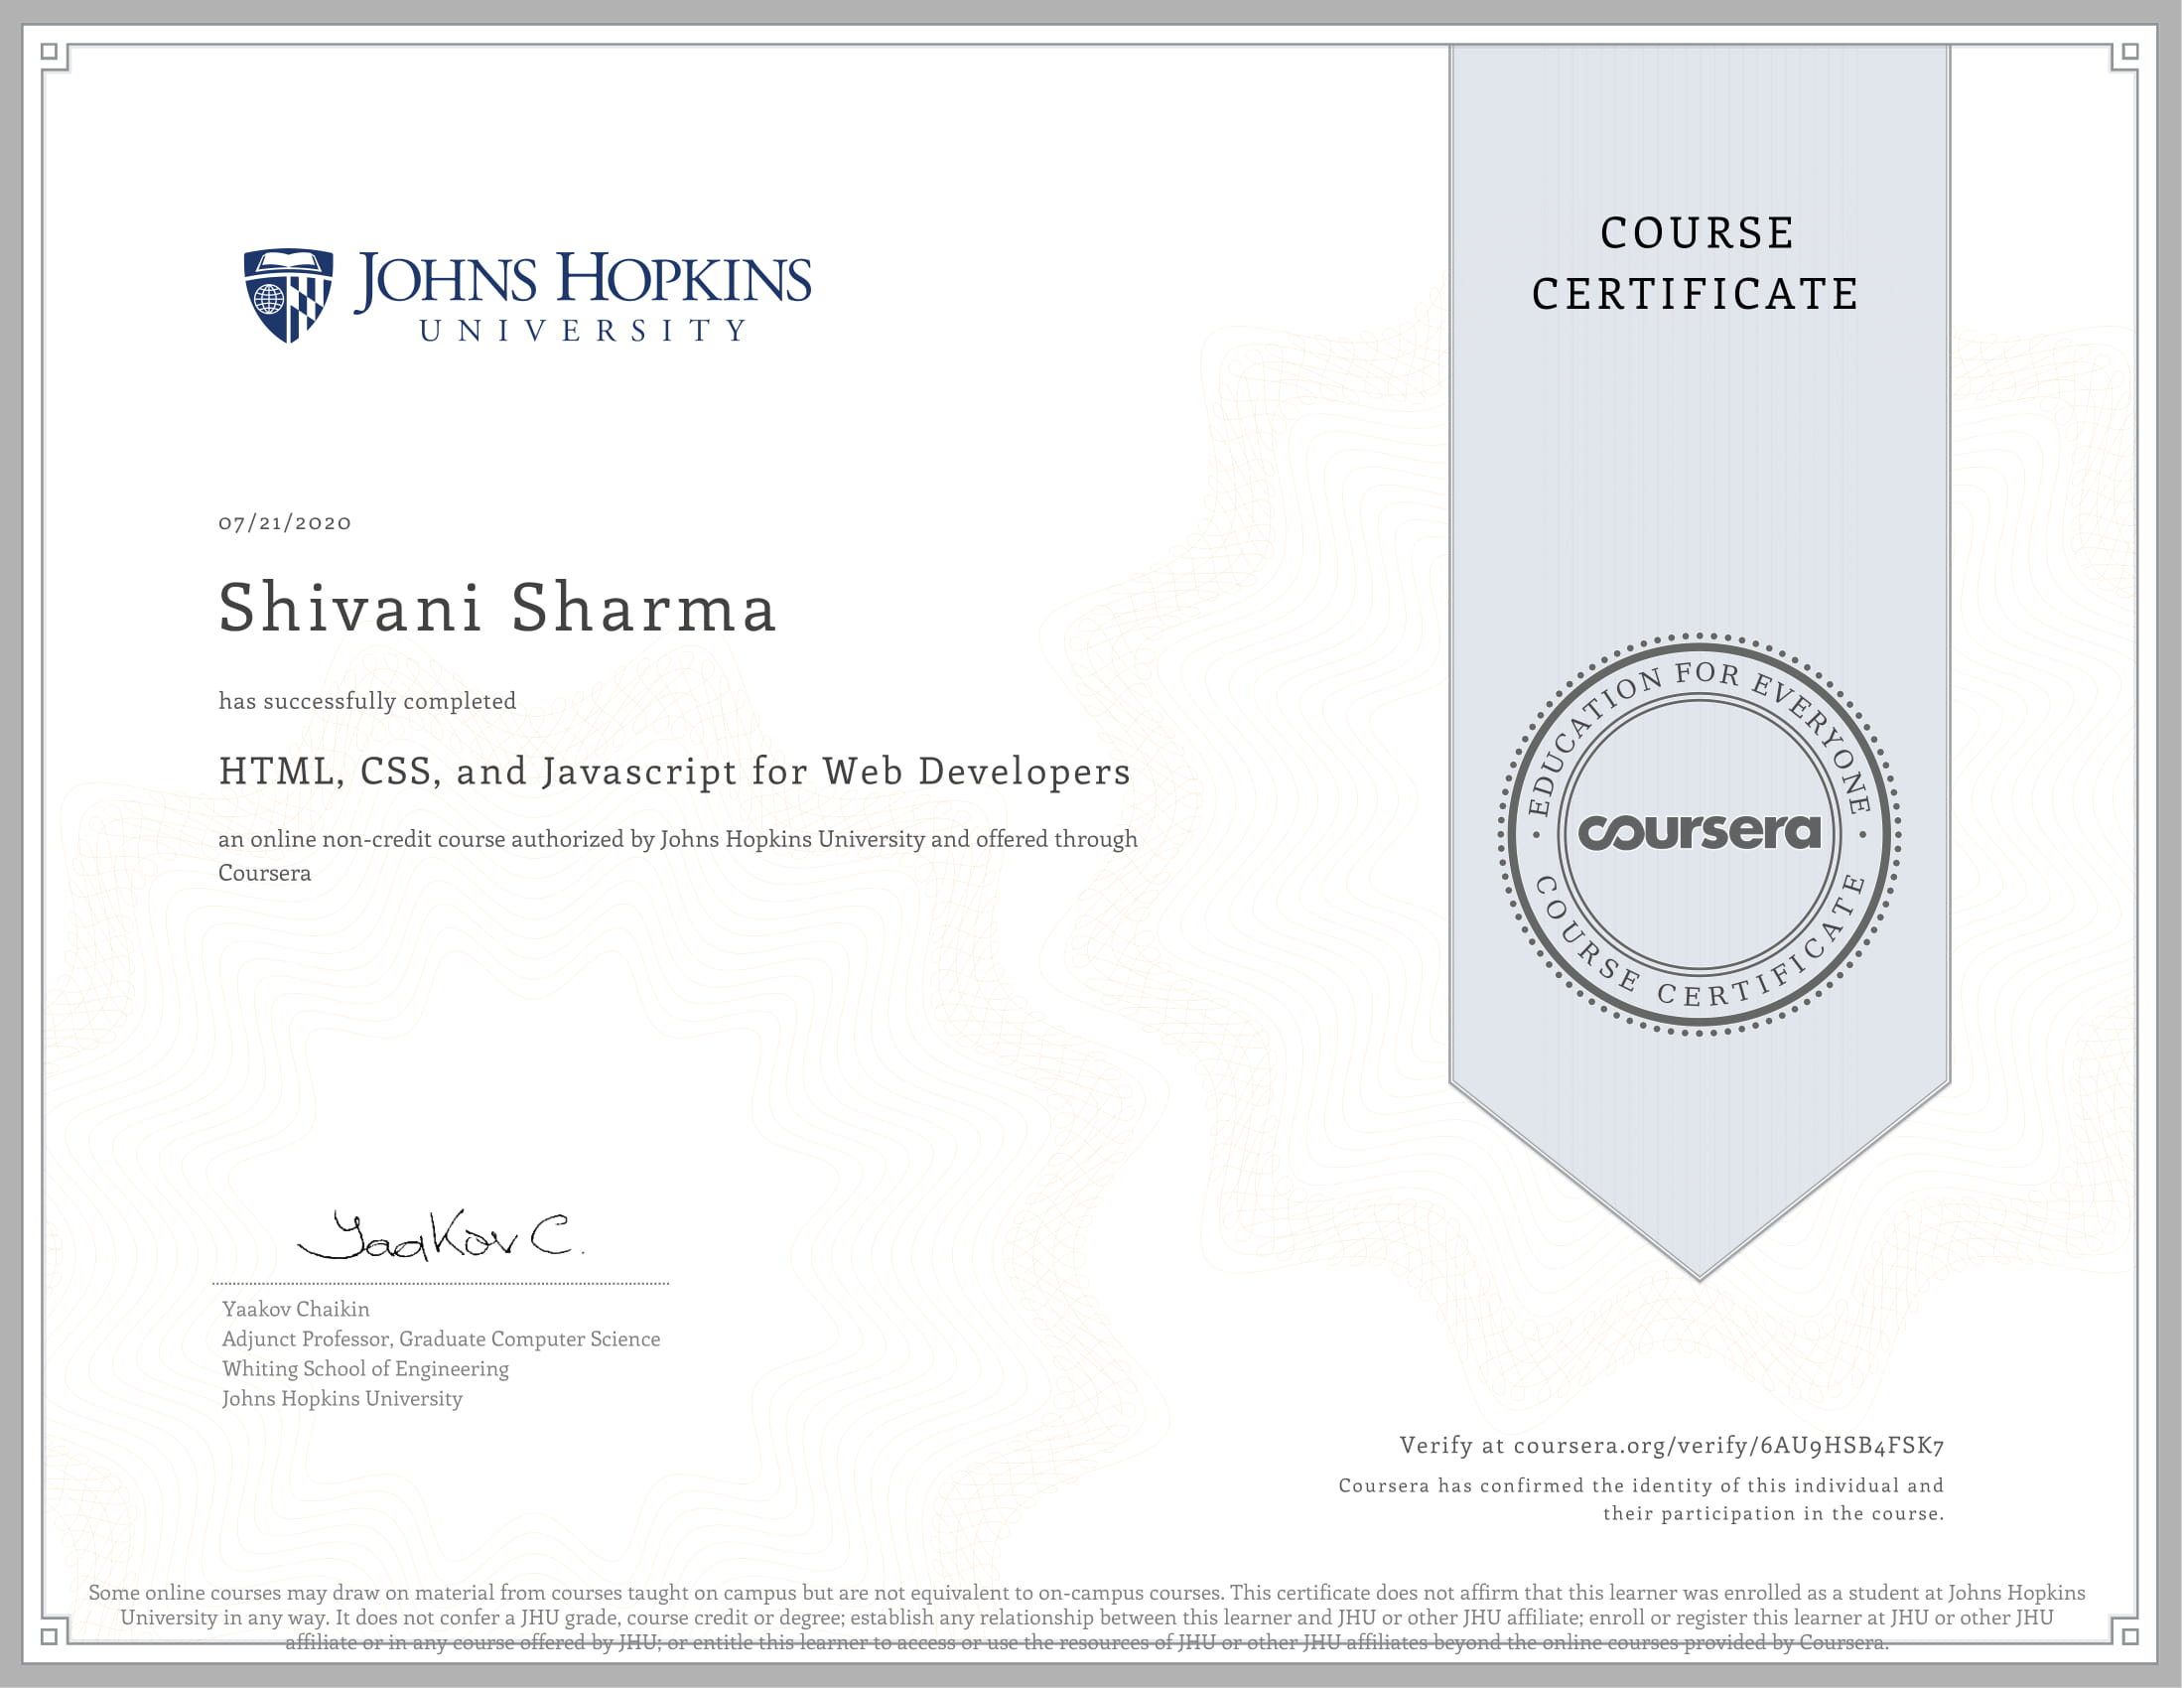 JOHNS HOPKINS
UNIVERSITY
COURSE
CERTIFICATE
07/21/2020
Shivani Sharma
has successfully completed
HTML, CSS, and Javascript for Web Developers
an online non-credit course authorized by Johns Hopkins University and offered through
Coursera
EDUCATION FOR EVERYONE
coursera
COURSE CERTIFICATE
Yaakov C.
Yaakov Chaikin
Adjunct Professor, Graduate Computer Science
Whiting School of Engineering
Johns Hopkins University
Verify at coursera.org/verify/6AU9HSB4FSK7
Coursera has confirmed the identity of this individual and
their participation in the course.
Some online courses may draw on material from courses taught on campus but are not equivalent to on-campus courses. This certificate does not affirm that this learner was enrolled as a student at Johns Hopkins
University in any way. It does not confer a JHU grade, course credit or degree; establish any relationship between this learner and JHU or other JHU affiliate; enroll or register this learner at JHU or other JHU
affiliate or in any course offered by JHU; or entitle this learner to access or use the resources of JHU or other JHU affiliates beyond the online courses provided by Coursera.